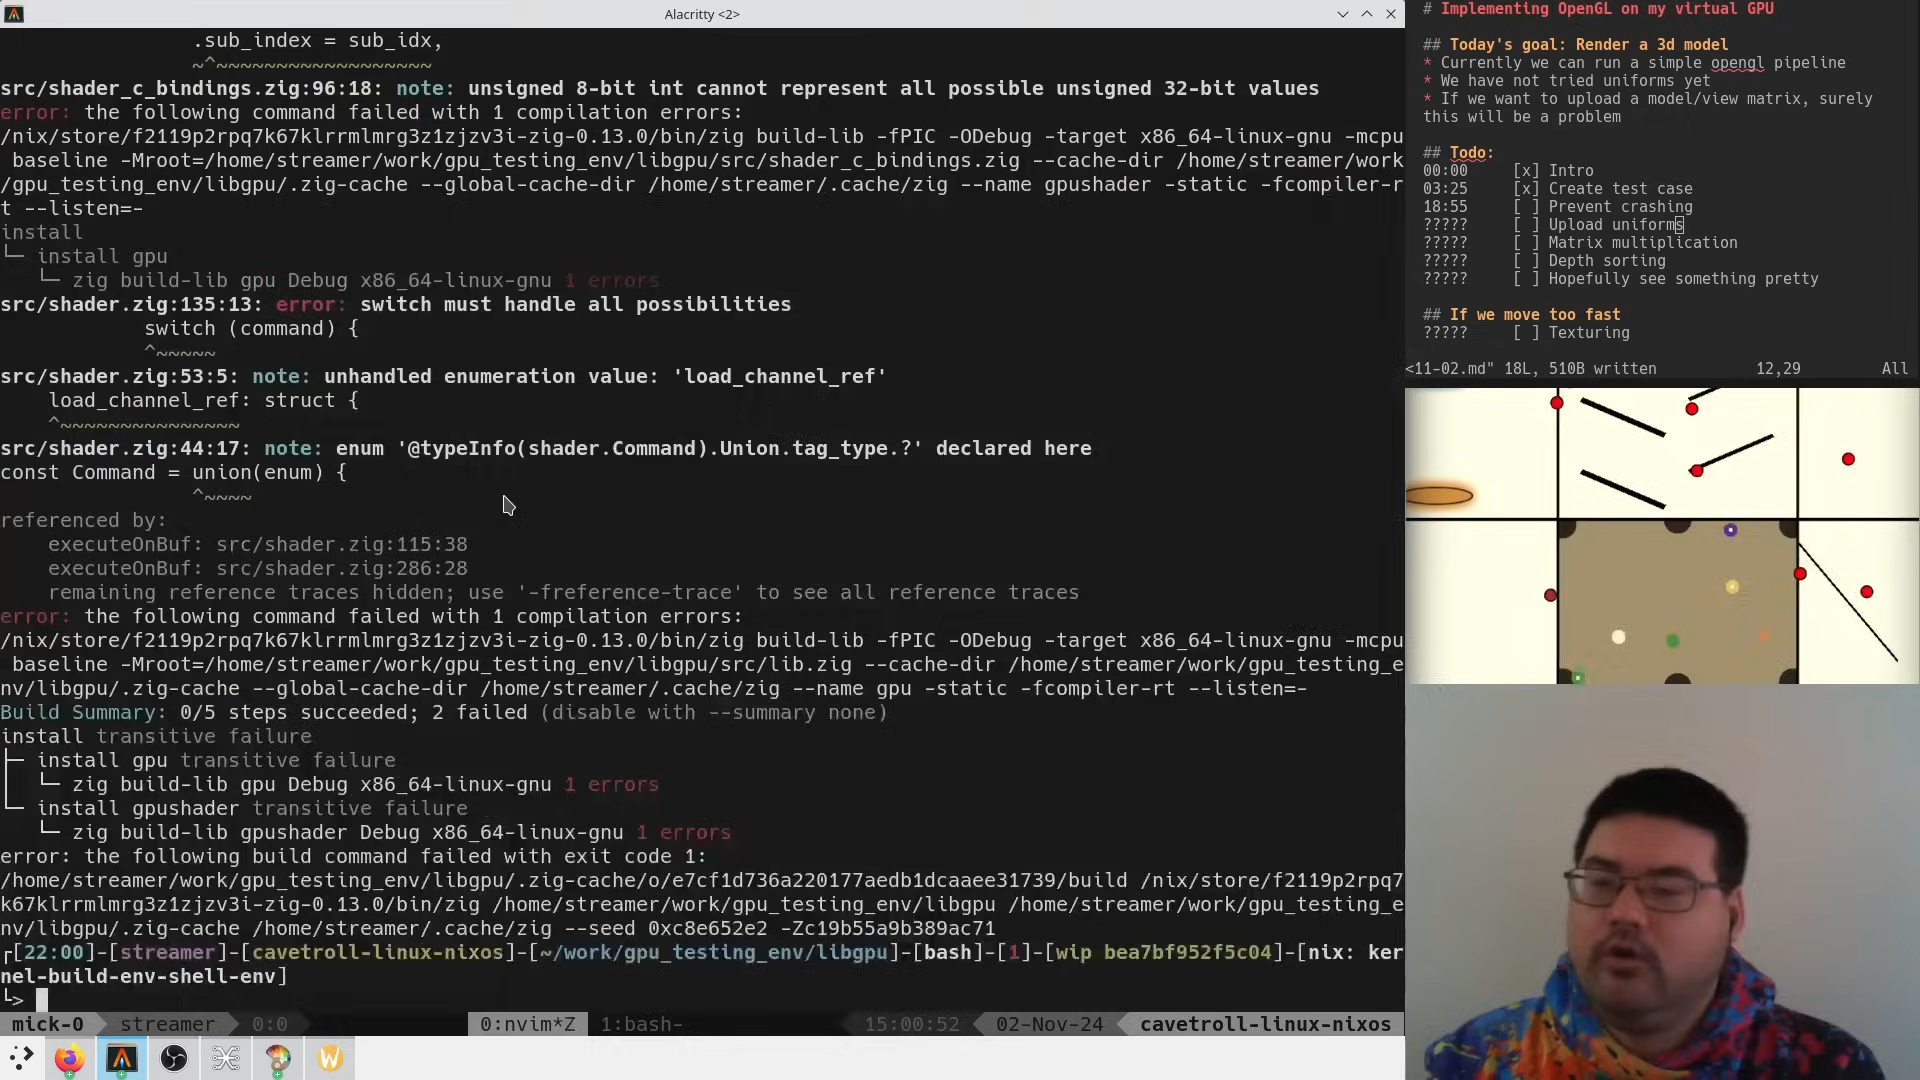 Alacritty <2>
.sub_index = sub_idx,
~^~~~~~~~~~~~~~~~~~~
src/shader_c_bindings.zig:96:18: note: unsigned 8-bit int cannot represent all possible unsigned 32-bit values
error: the following command failed with 1 compilation errors:
/nix/store/f2119p2rpq7k67klrrmlmrg3z1zjzv3i-zig-0.13.0/bin/zig build-lib -fPIC -ODebug -target x86_64-linux-gnu -mcpu
baseline -Mroot=/home/streamer/work/gpu_testing_env/libgpu/src/shader_c_bindings.zig --cache-dir /home/streamer/work
/gpu_testing_env/libgpu/.zig-cache --global-cache-dir /home/streamer/.cache/zig --name gpushader -static -fcompiler-r
t --listen=-
install
└─ install gpu
└─ zig build-lib gpu Debug x86_64-linux-gnu 1 errors
src/shader.zig:135:13: error: switch must handle all possibilities
switch (command) {
^~~~~~
src/shader.zig:53:5: note: unhandled enumeration value: 'load_channel_ref'
load_channel_ref: struct {
^~~~~~~~~~~~~~~~
src/shader.zig:44:17: note: enum '@typeInfo(shader.Command).Union.tag_type.?' declared here
const Command = union(enum) {
^~~~~
referenced by:
executeOnBuf: src/shader.zig:115:38
executeOnBuf: src/shader.zig:286:28
remaining reference traces hidden; use '-freference-trace' to see all reference traces
error: the following command failed with 1 compilation errors:
/nix/store/f2119p2rpq7k67klrrmlmrg3z1zjzv3i-zig-0.13.0/bin/zig build-lib -fPIC -ODebug -target x86_64-linux-gnu -mcpu
baseline -Mroot=/home/streamer/work/gpu_testing_env/libgpu/src/lib.zig --cache-dir /home/streamer/work/gpu_testing_e
nv/libgpu/.zig-cache --global-cache-dir /home/streamer/.cache/zig --name gpu -static -fcompiler-rt --listen=-
Build Summary: 0/5 steps succeeded; 2 failed (disable with --summary none)
install transitive failure
├─ install gpu transitive failure
│  └─ zig build-lib gpu Debug x86_64-linux-gnu 1 errors
└─ install gpushader transitive failure
└─ zig build-lib gpushader Debug x86_64-linux-gnu 1 errors
error: the following build command failed with exit code 1:
/home/streamer/work/gpu_testing_env/libgpu/.zig-cache/o/e7cf1d736a220177aedb1dcaaee31739/build /nix/store/f2119p2rpq7
k67klrrmlmrg3z1zjzv3i-zig-0.13.0/bin/zig /home/streamer/work/gpu_testing_env/libgpu /home/streamer/work/gpu_testing_e
nv/libgpu/.zig-cache /home/streamer/.cache/zig --seed 0xc8e652e2 -Zc19b55a9b389ac71
┌[22:00]-[streamer]-[cavetroll-linux-nixos]-[~/work/gpu_testing_env/libgpu]-[bash]-[1]-[wip bea7bf952f5c04]-[nix: ker
nel-build-env-shell-env]
└>
mick-0 streamer 0:0 0:nvim*Z 1:bash- 15:00:52 02-Nov-24 cavetroll-linux-nixos
# Implementing OpenGL on my virtual GPU
## Today's goal: Render a 3d model
* Currently we can run a simple opengl pipeline
* We have not tried uniforms yet
* If we want to upload a model/view matrix, surely
this will be a problem
## Todo:
00:00 [x] Intro
03:25 [x] Create test case
18:55 [ ] Prevent crashing
????? [ ] Upload uniforms
????? [ ] Matrix multiplication
????? [ ] Depth sorting
????? [ ] Hopefully see something pretty
## If we move too fast
????? [ ] Texturing
<11-02.md" 18L, 510B written 12,29 All